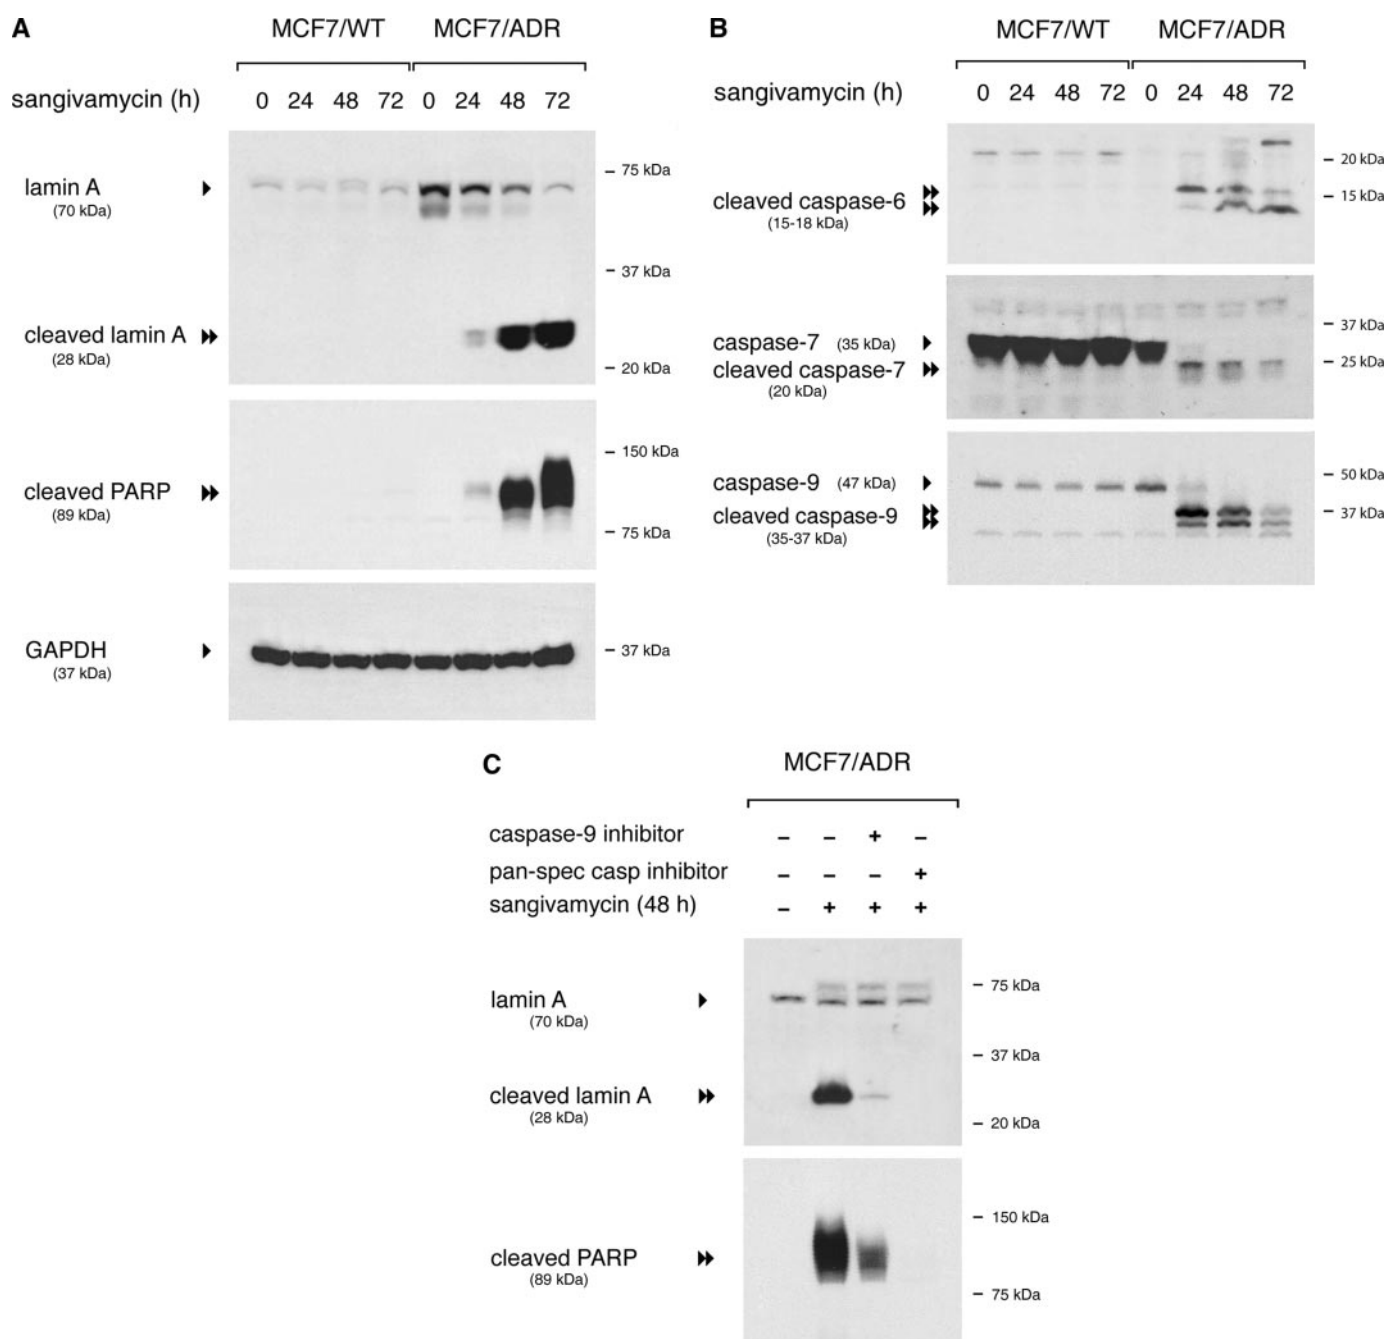 A
MCF7/WT MCF7/ADR
sangivamycin (h) 0 24 48 72 0 24 48 72
lamin A
(70 kDa)
75 kDa
37 kDa
cleaved lamin A
(28 kDa)
20 kDa
150 kDa
cleaved PARP
(89 kDa)
75 kDa
GAPDH
(37 kDa)
37 kDa
B
MCF7/WT MCF7/ADR
sangivamycin (h) 0 24 48 72 0 24 48 72
20 kDa
cleaved caspase-6
(15-18 kDa)
15 kDa
37 kDa
caspase-7 (35 kDa)
25 kDa
cleaved caspase-7
(20 kDa)
caspase-9 (47 kDa)
50 kDa
cleaved caspase-9
(35-37 kDa)
37 kDa
C
MCF7/ADR
caspase-9 inhibitor – – + –
pan-spec casp inhibitor – – – +
sangivamycin (48 h) – + + +
lamin A
(70 kDa)
75 kDa
37 kDa
cleaved lamin A
(28 kDa)
20 kDa
150 kDa
cleaved PARP
(89 kDa)
75 kDa